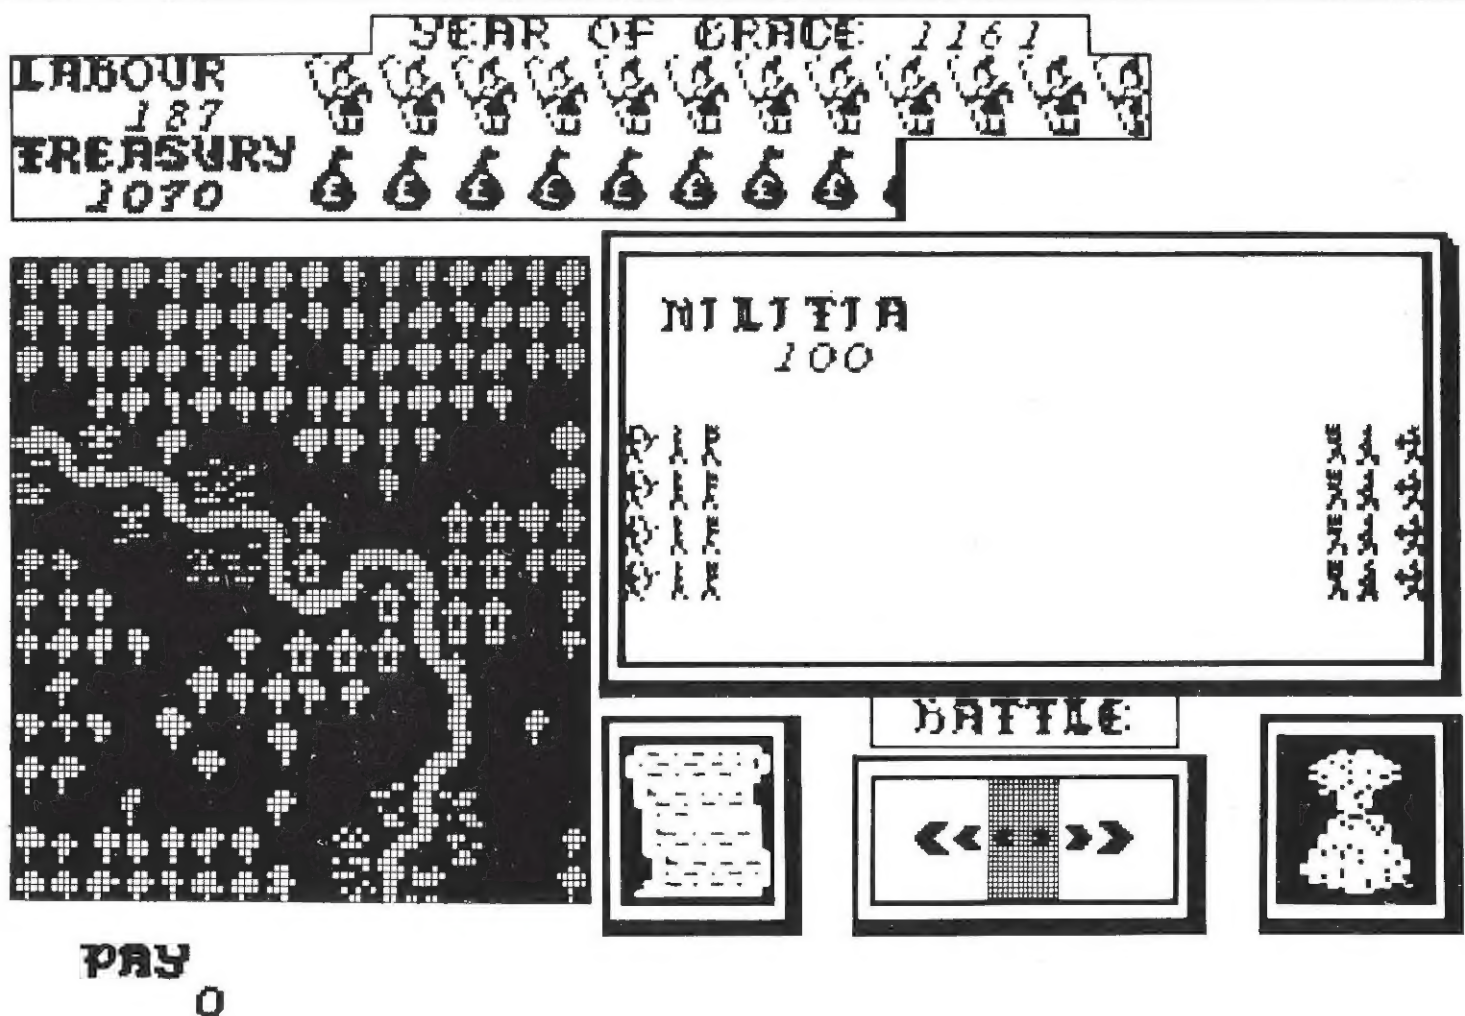 YEAR OF GRACE 1161
LABOUR
187
TREASURY
1070
£ £ £ £ £ £ £ £
MILITIA
100
BATTLE
PAY
0